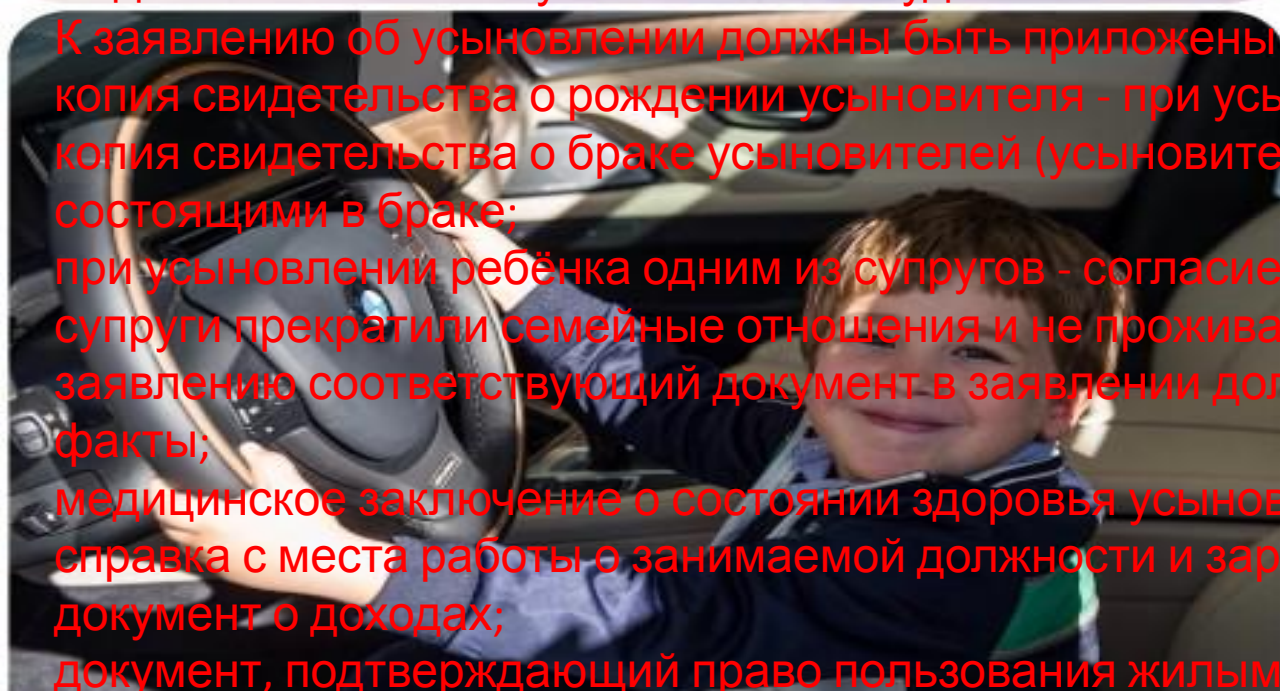 К заявлению об усыновлении должны быть приложены
копия свидетельства о рождении усыновителя - при усы
копия свидетельства о браке усыновителей (усыновите
состоящими в браке;
при усыновлении ребёнка одним из супругов - согласие
супруги прекратили семейные отношения и не прожива
заявлению соответствующий документ в заявлении дол
факты;
медицинское заключение о состоянии здоровья усынов
справка с места работы о занимаемой должности и зар
документ о доходах;
документ, подтверждающий право пользования жилым